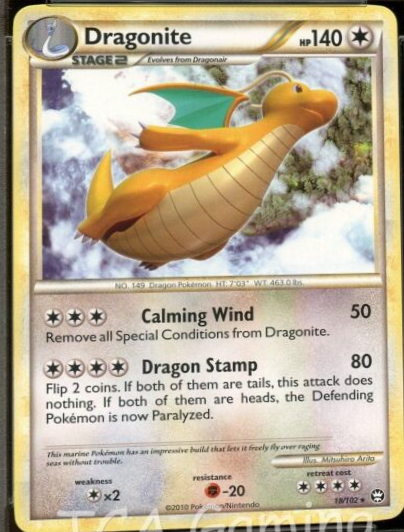 Dragonite
HP140
STAGE 2
Evolves from Dragonair
NO. 149 Dragon Pokémon HT: 7'03" WT: 463.0 lbs.
Calming Wind 50
Remove all Special Conditions from Dragonite.
Dragon Stamp 80
Flip 2 coins. If both of them are tails, this attack does
nothing. If both of them are heads, the Defending
Pokémon is now Paralyzed.
This marine Pokémon has an impressive build that lets it freely fly over raging
seas without trouble.
Illus. Mitsuhiro Arita
weakness
×2
resistance
-20
retreat cost
©2010 Pokémon/Nintendo
18/102
TCA Gaming